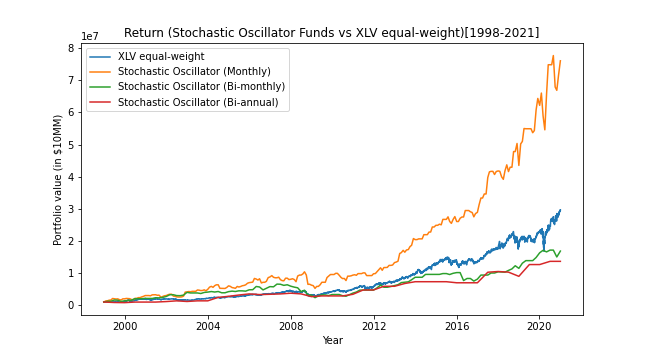 Return (Stochastic Oscillator Funds vs XLV equal-weight)[1998-2021]
1e7
8
7
6
5
4
3
2
1
0
Portfolio value (in $10MM)
XLV equal-weight
Stochastic Oscillator (Monthly)
Stochastic Oscillator (Bi-monthly)
Stochastic Oscillator (Bi-annual)
2000 2004 2008 2012 2016 2020
Year